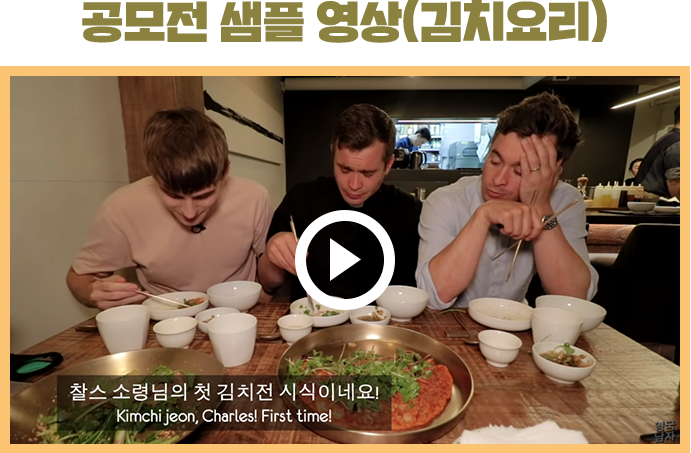 공모전 샘플 영상(김치요리)
찰스 소령님의 첫 김치전 시식이네요!
Kimchi jeon, Charles! First time!
영국
남자